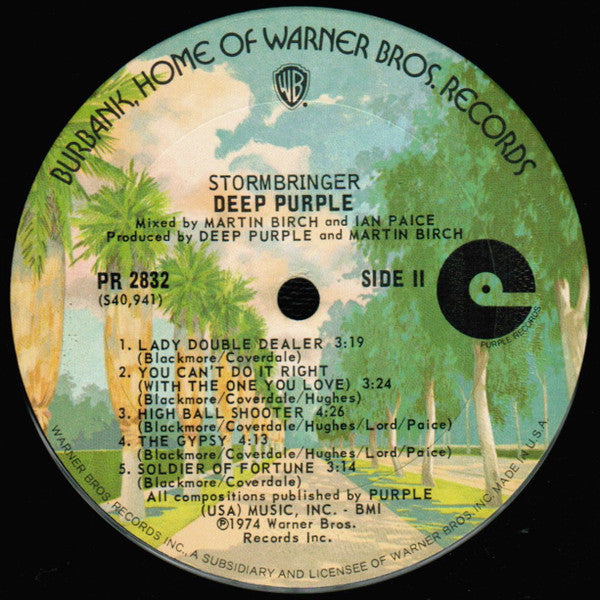 BURBANK, HOME OF WARNER BROS. RECORDS
WB
STORMBRINGER
DEEP PURPLE
Mixed by MARTIN BIRCH and IAN PAICE
Produced by DEEP PURPLE and MARTIN BIRCH
PR 2832
(S40,941)
SIDE II
PURPLE RECORDS
1. LADY DOUBLE DEALER 3:19
(Blackmore/Coverdale)
2. YOU CAN'T DO IT RIGHT
(WITH THE ONE YOU LOVE) 3:24
(Blackmore/Coverdale/Hughes)
3. HIGH BALL SHOOTER 4:26
(Blackmore/Coverdale/Hughes/Lord/Paice)
4. THE GYPSY 4:13
(Blackmore/Coverdale/Hughes/Lord/Paice)
5. SOLDIER OF FORTUNE 3:14
(Blackmore/Coverdale)
All compositions published by PURPLE
(USA) MUSIC, INC. - BMI
℗1974 Warner Bros.
Records Inc.
WARNER BROS. RECORDS INC., A SUBSIDIARY AND LICENSEE OF WARNER BROS. INC. MADE IN U.S.A.